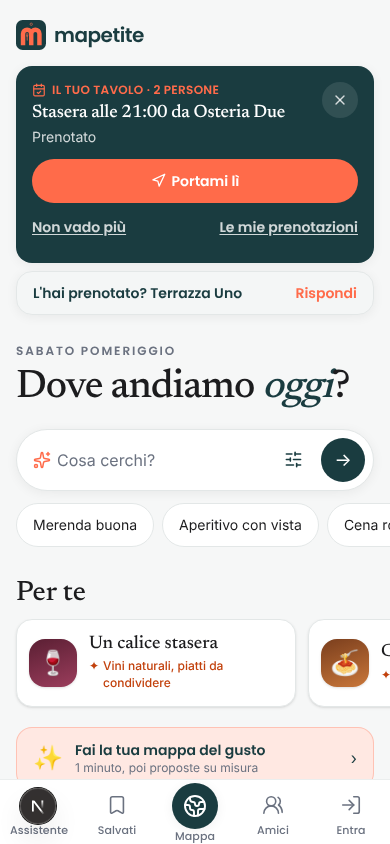 mapetite
IL TUO TAVOLO · 2 PERSONE
Stasera alle 21:00 da Osteria Due
Prenotato
Portami lì
Non vado più
Le mie prenotazioni
L'hai prenotato? Terrazza Uno
Rispondi
SABATO POMERIGGIO
Dove andiamo oggi?
Cosa cerchi?
Merenda buona
Aperitivo con vista
Cena
Per te
Un calice stasera
✦ Vini naturali, piatti da
condividere
Fai la tua mappa del gusto
1 minuto, poi proposte su misura
N
Assistente
Salvati
Mappa
Amici
Entra